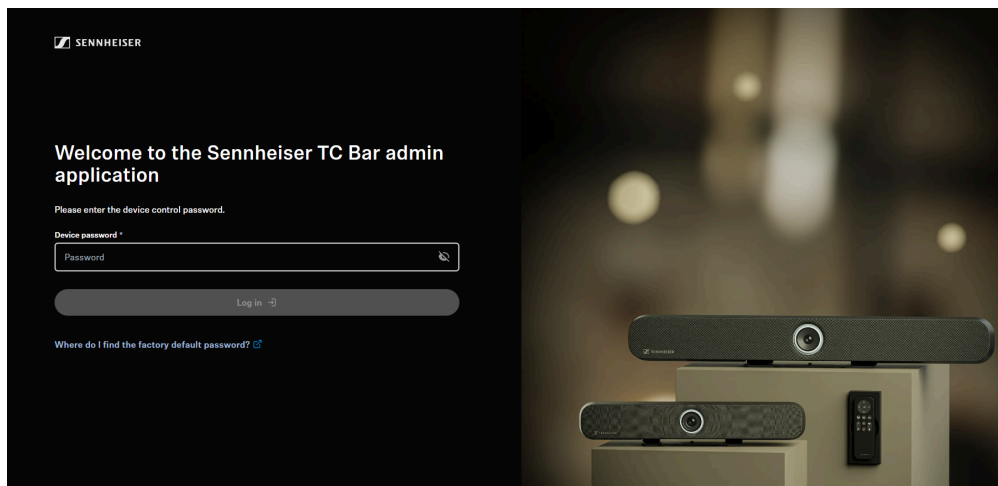 SENNHEISER
Welcome to the Sennheiser TC Bar admin
application
Please enter the device control password.
Device password *
Password
Log in
Where do I find the factory default password?
SENNHEISER